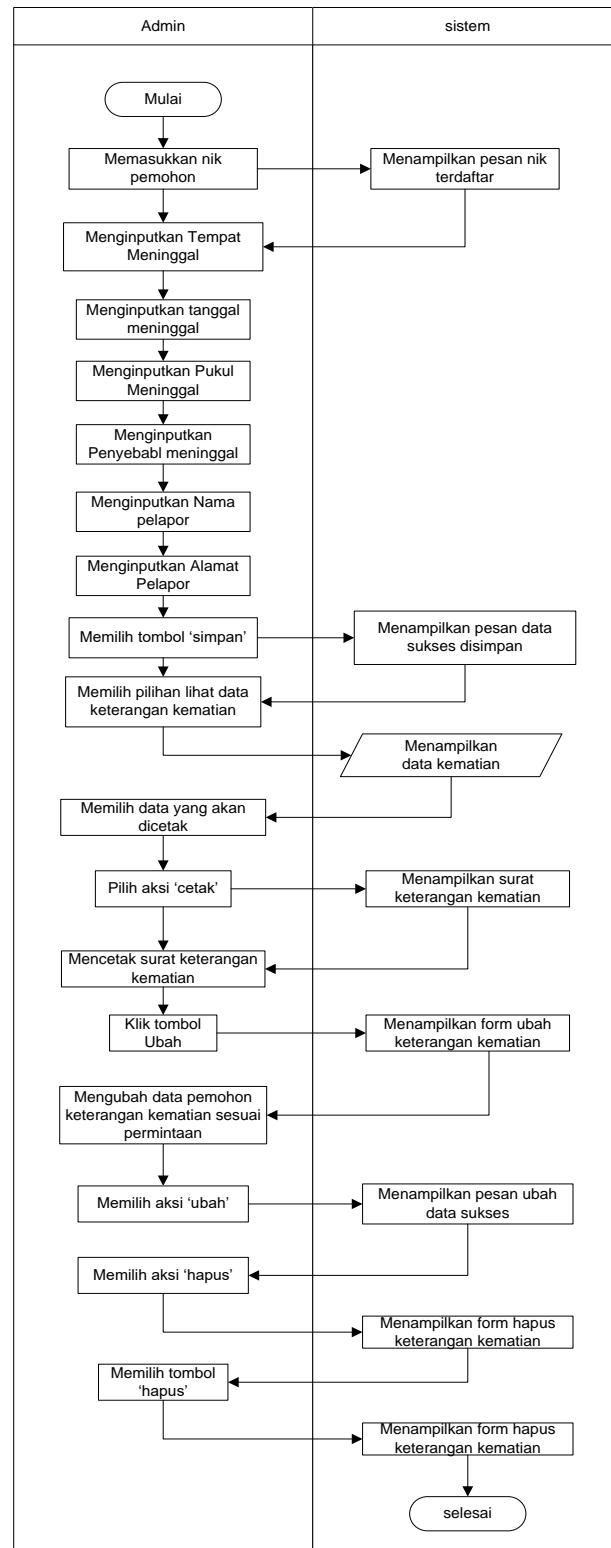 Admin
sistem
Mulai
Memasukkan nik
pemohon
Menampilkan pesan nik
terdaftar
Menginputkan Tempat
Meninggal
Menginputkan tanggal
meninggal
Menginputkan Pukul
Meninggal
Menginputkan
Penyebabl meninggal
Menginputkan Nama
pelapor
Menginputkan Alamat
Pelapor
Memilih tombol ‘simpan’
Menampilkan pesan data
sukses disimpan
Memilih pilihan lihat data
keterangan kematian
Menampilkan
data kematian
Memilih data yang akan
dicetak
Pilih aksi ‘cetak’
Menampilkan surat
keterangan kematian
Mencetak surat keterangan
kematian
Klik tombol
Ubah
Menampilkan form ubah
keterangan kematian
Mengubah data pemohon
keterangan kematian sesuai
permintaan
Memilih aksi ‘ubah’
Menampilkan pesan ubah
data sukses
Memilih aksi ‘hapus’
Menampilkan form hapus
keterangan kematian
Memilih tombol
‘hapus’
Menampilkan form hapus
keterangan kematian
selesai